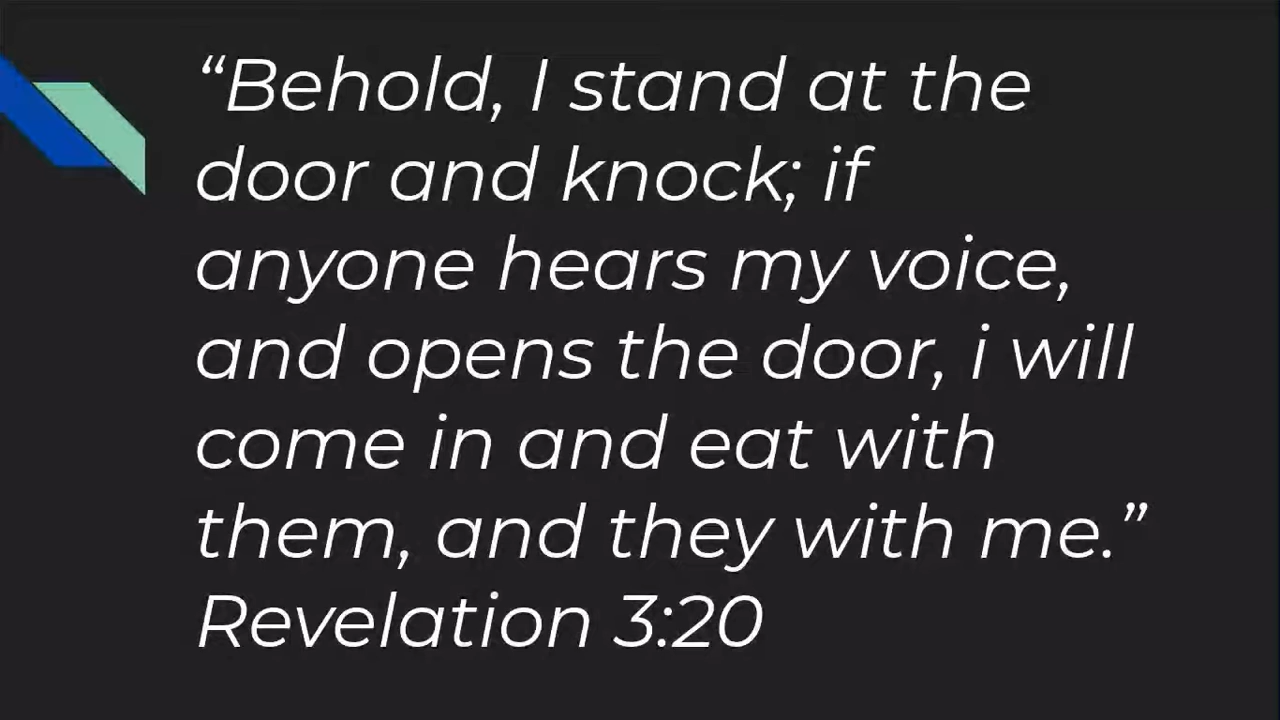 “Behold, I stand at the
door and knock; if
anyone hears my voice,
and opens the door, i will
come in and eat with
them, and they with me.”
Revelation 3:20